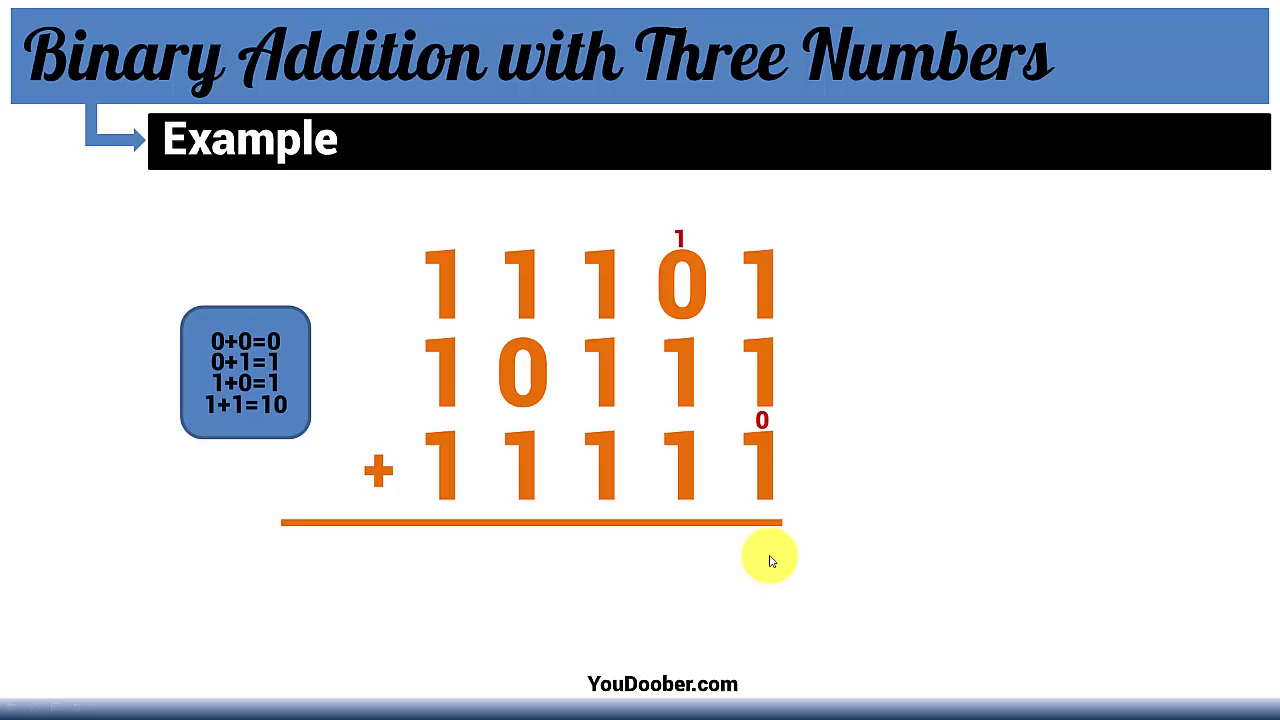 Binary Addition with Three Numbers
Example
1
1 1 1 0 1
0+0=0
0+1=1
1+0=1
1+1=10
1 0 1 1 1
0
+ 1 1 1 1 1
YouDoober.com